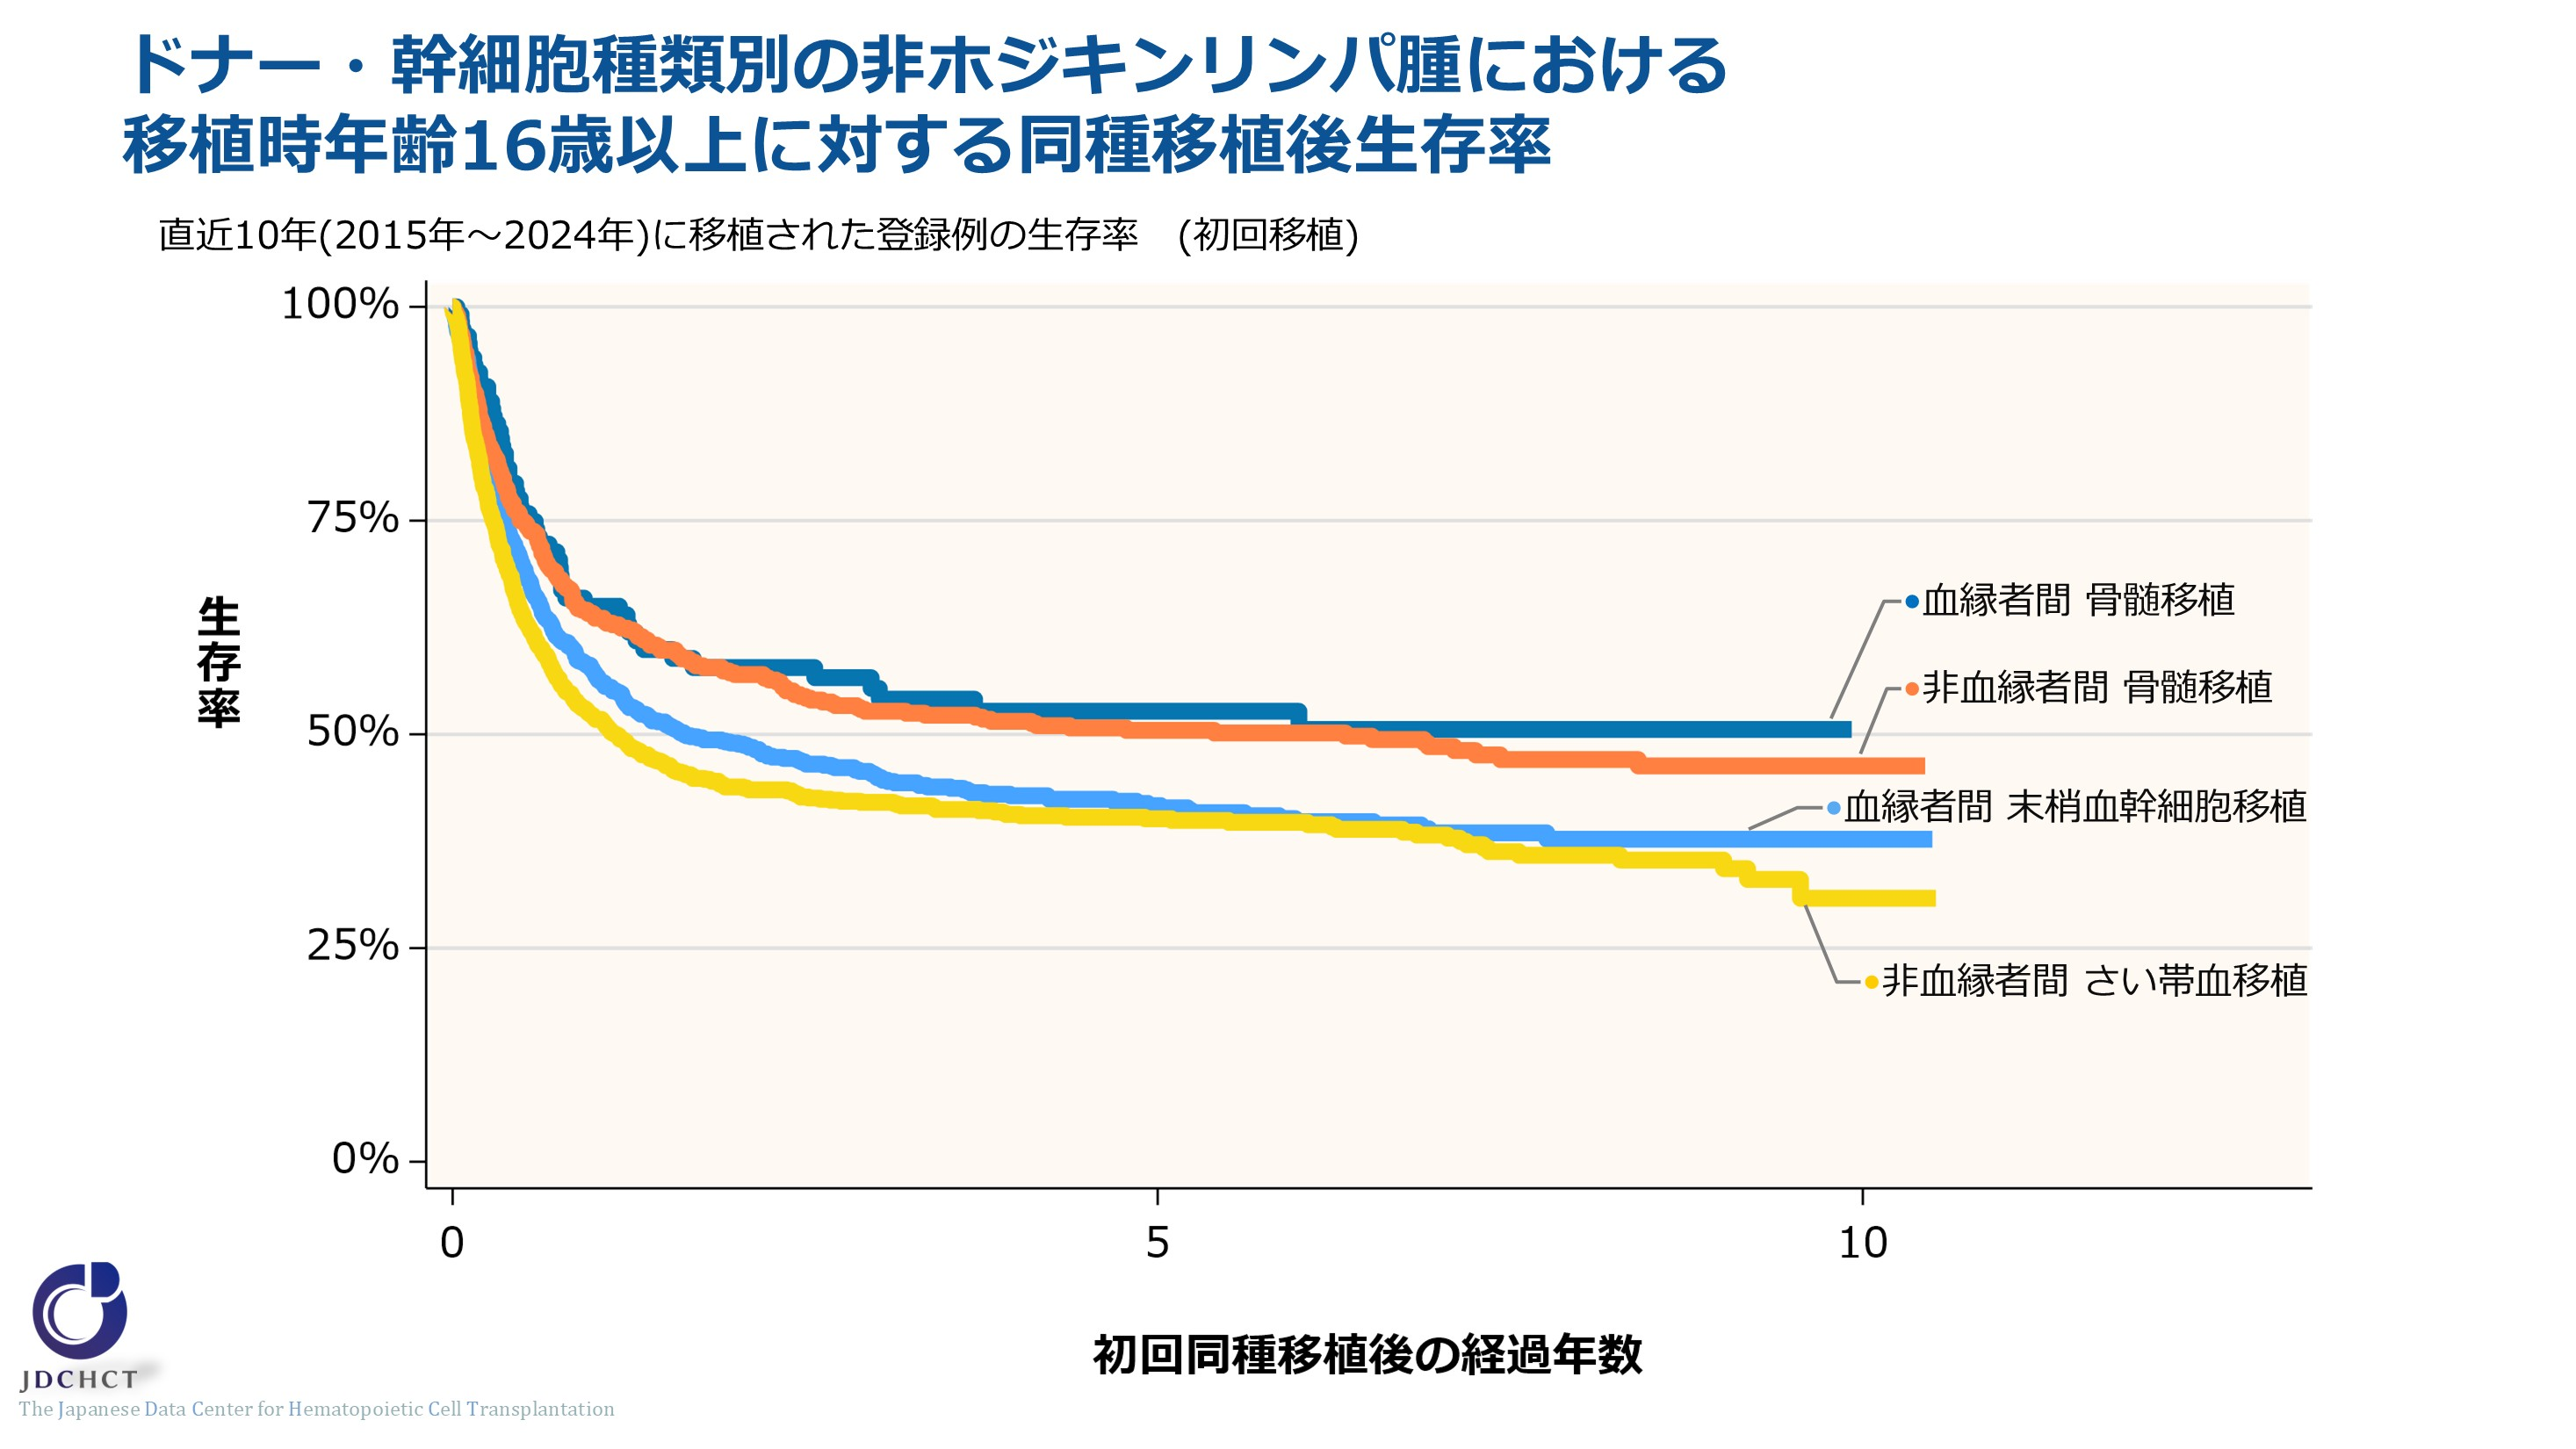 ドナー・幹細胞種類別の非ホジキンリンパ腫における
移植時年齢16歳以上に対する同種移植後生存率
直近10年(2015年～2024年)に移植された登録例の生存率　(初回移植)
100%
75%
50%
25%
0%
生存率
血縁者間 骨髄移植
非血縁者間 骨髄移植
血縁者間 末梢血幹細胞移植
非血縁者間 さい帯血移植
0
5
10
初回同種移植後の経過年数
JDCHCT
The Japanese Data Center for Hematopoietic Cell Transplantation